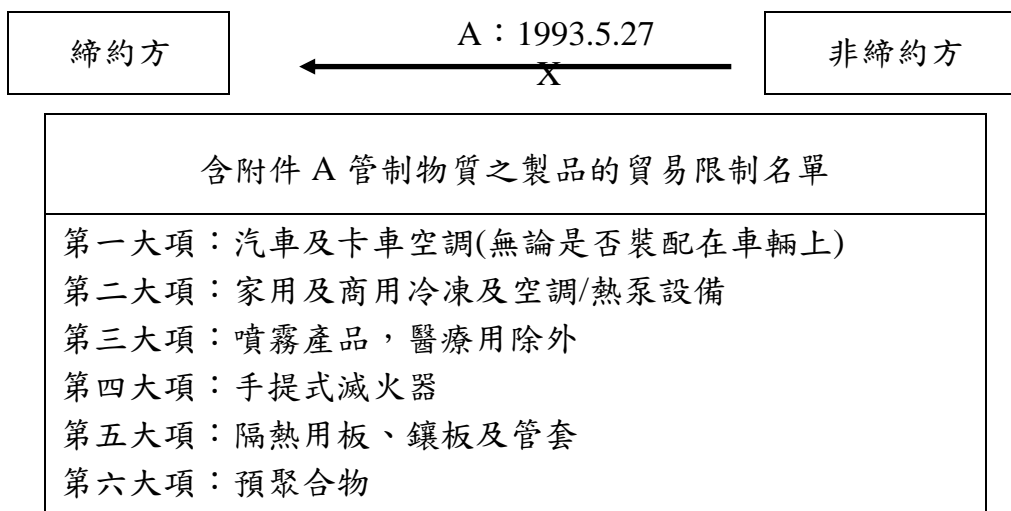 締約方
A：1993.5.27
X
非締約方
含附件 A 管制物質之製品的貿易限制名單
第一大項：汽車及卡車空調(無論是否裝配在車輛上)
第二大項：家用及商用冷凍及空調/熱泵設備
第三大項：噴霧產品，醫療用除外
第四大項：手提式滅火器
第五大項：隔熱用板、鑲板及管套
第六大項：預聚合物